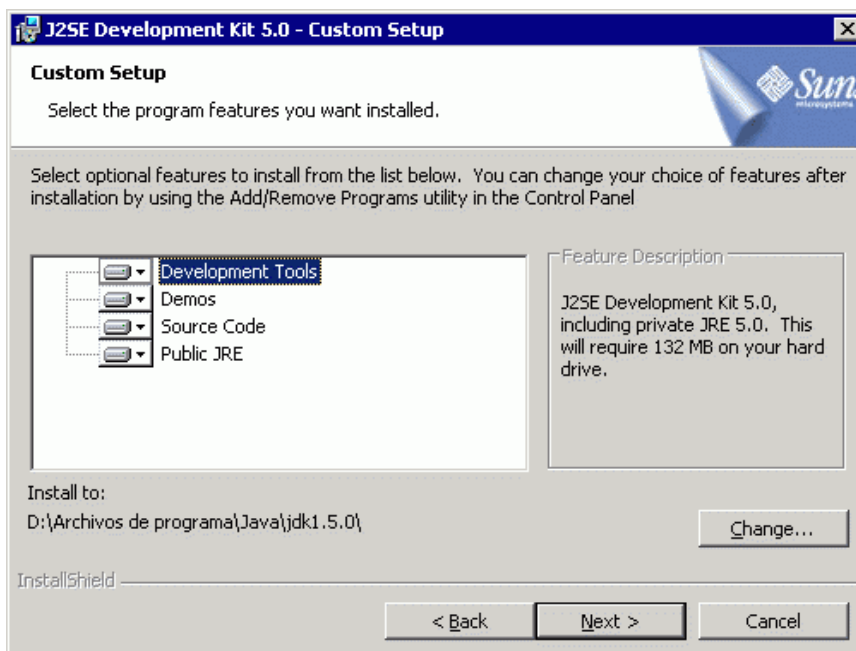 J2SE Development Kit 5.0 - Custom Setup
Custom Setup
Select the program features you want installed.
Sun
microsystems
Select optional features to install from the list below.  You can change your choice of features after
installation by using the Add/Remove Programs utility in the Control Panel
Development Tools
Demos
Source Code
Public JRE
Feature Description
J2SE Development Kit 5.0,
including private JRE 5.0.  This
will require 132 MB on your hard
drive.
Install to:
D:\Archivos de programa\Java\jdk1.5.0\
Change...
InstallShield
< Back
Next >
Cancel